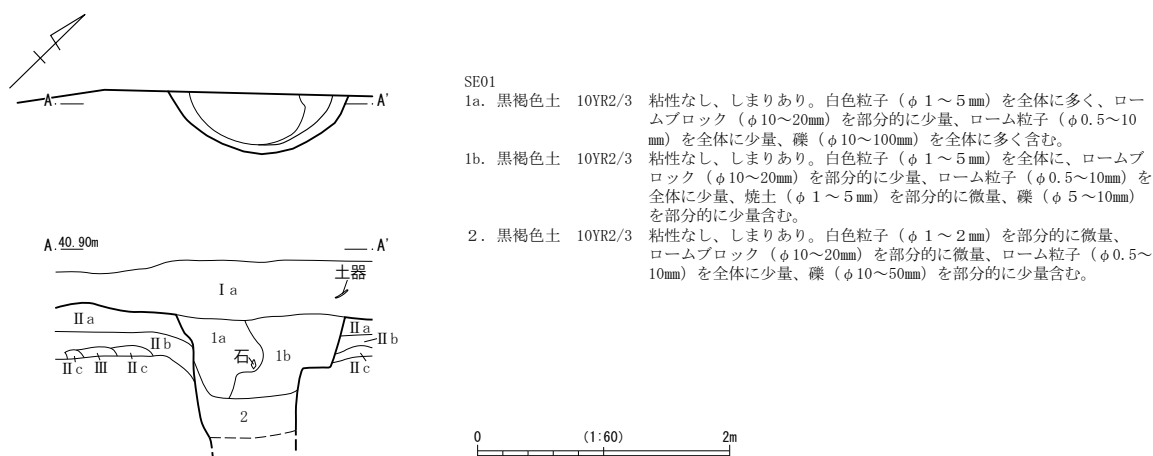 A.
A'
SE01
1a. 黒褐色土 10YR2/3 粘性なし、しまりあり。白色粒子（φ１～５㎜）を全体に多く、ロー
ムブロック（φ10～20㎜）を部分的に少量、ローム粒子（φ0.5～10
㎜）を全体に少量、礫（φ10～100㎜）を全体に多く含む。
1b. 黒褐色土 10YR2/3 粘性なし、しまりあり。白色粒子（φ１～５㎜）を全体に、ロームブ
ロック（φ10～20㎜）を部分的に少量、ローム粒子（φ0.5～10㎜）を
全体に少量、焼土（φ１～５㎜）を部分的に微量、礫（φ５～10㎜）
を部分的に少量含む。
２. 黒褐色土 10YR2/3 粘性なし、しまりあり。白色粒子（φ１～２㎜）を部分的に微量、
ロームブロック（φ10～20㎜）を部分的に微量、ローム粒子（φ0.5～
10㎜）を全体に少量、礫（φ10～50㎜）を部分的に少量含む。
A. 40.90m
A'
土器
Ⅰa
Ⅱa
1a
Ⅱa
Ⅱb
Ⅱb
石
1b
Ⅱc
Ⅲ
Ⅱc
Ⅱc
2
0
(1:60)
2m